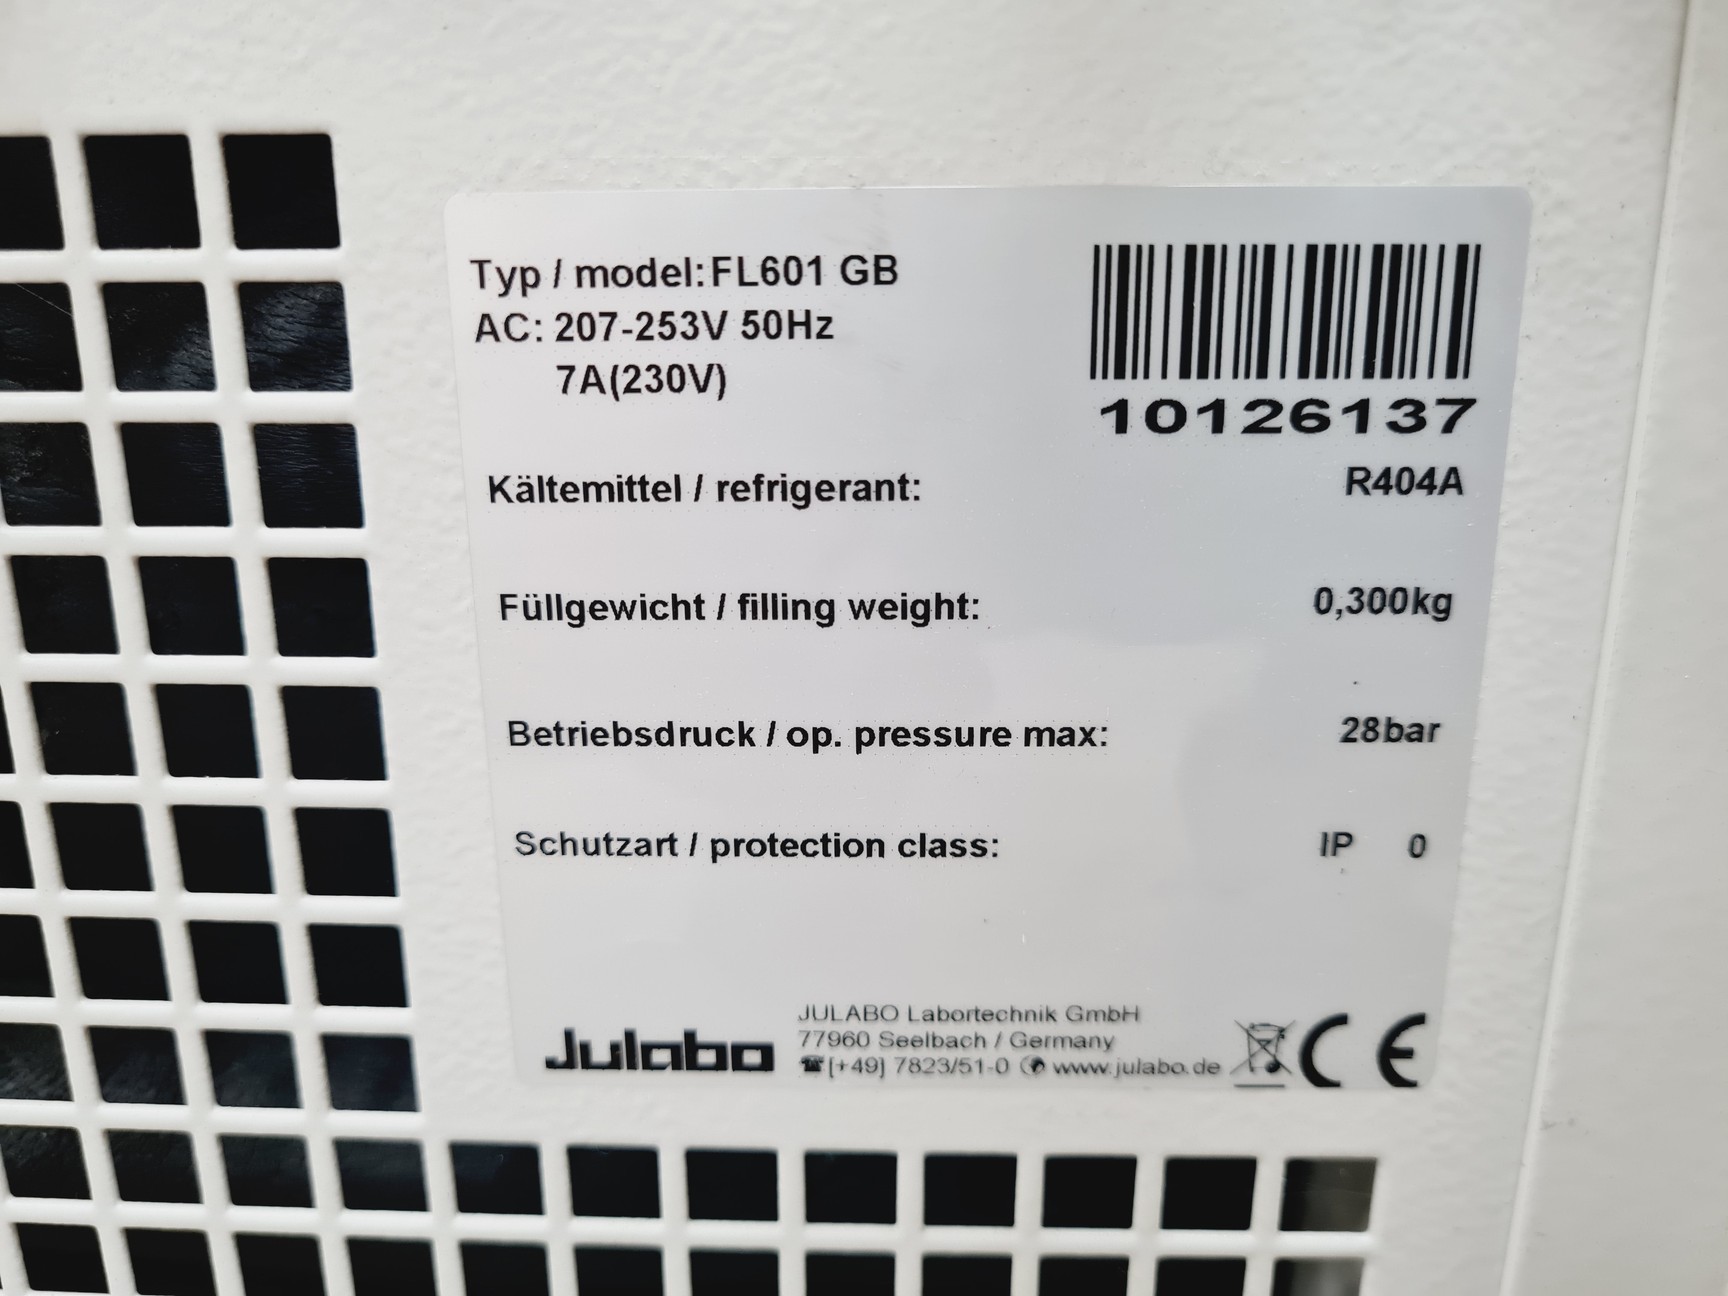 Typ / model: FL601 GB
AC: 207-253V 50Hz
7A(230V)
10126137
Kältemittel / refrigerant: R404A
Füllgewicht / filling weight: 0,300kg
Betriebsdruck / op. pressure max: 28bar
Schutzart / protection class: IP 0
Julabo
JULABO Labortechnik GmbH
77960 Seelbach / Germany
☎[+49] 7823/51-0 www.julabo.de
CE